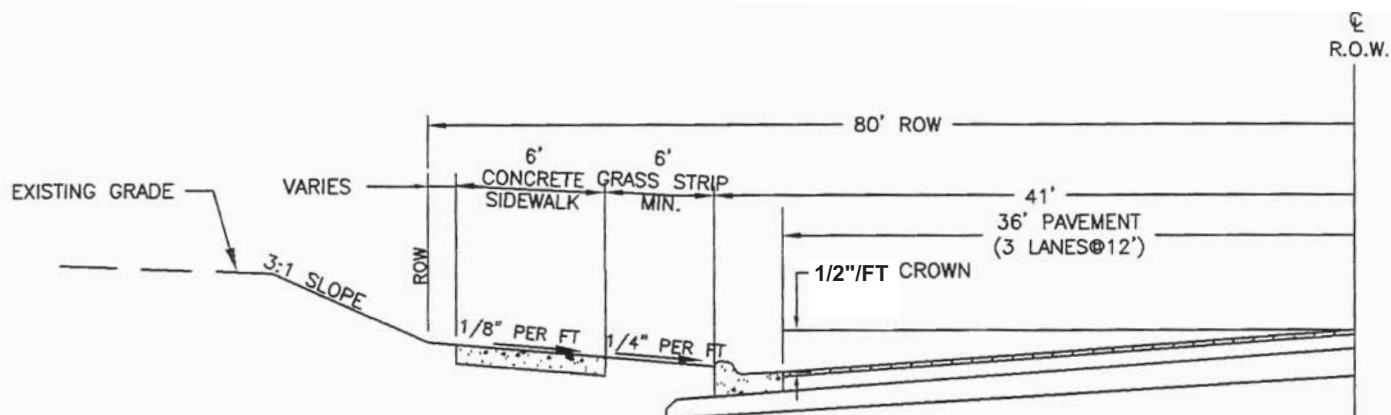 ℄
R.O.W.
80' ROW
6'
CONCRETE
SIDEWALK
6'
GRASS STRIP
MIN.
EXISTING GRADE
VARIES
41'
36' PAVEMENT
(3 LANES@12')
3:1 SLOPE
ROW
1/2"/FT CROWN
1/8" PER FT
1/4" PER FT